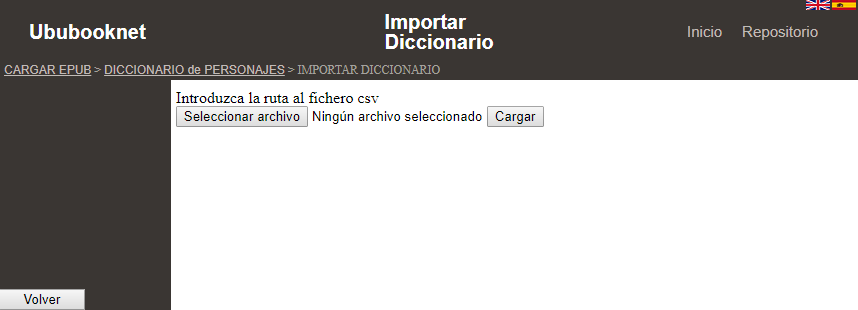 Ububooknet
Importar
Diccionario
Inicio Repositorio
CARGAR EPUB > DICCIONARIO de PERSONAJES > IMPORTAR DICCIONARIO
Introduzca la ruta al fichero csv
Seleccionar archivo Ningún archivo seleccionado Cargar
Volver